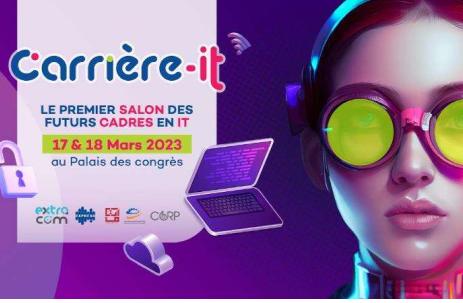 Carrière-it
LE PREMIER SALON DES
FUTURS CADRES EN IT
17 & 18 Mars 2023
au Palais des congrès
extra
com
EXPRESS
CORP